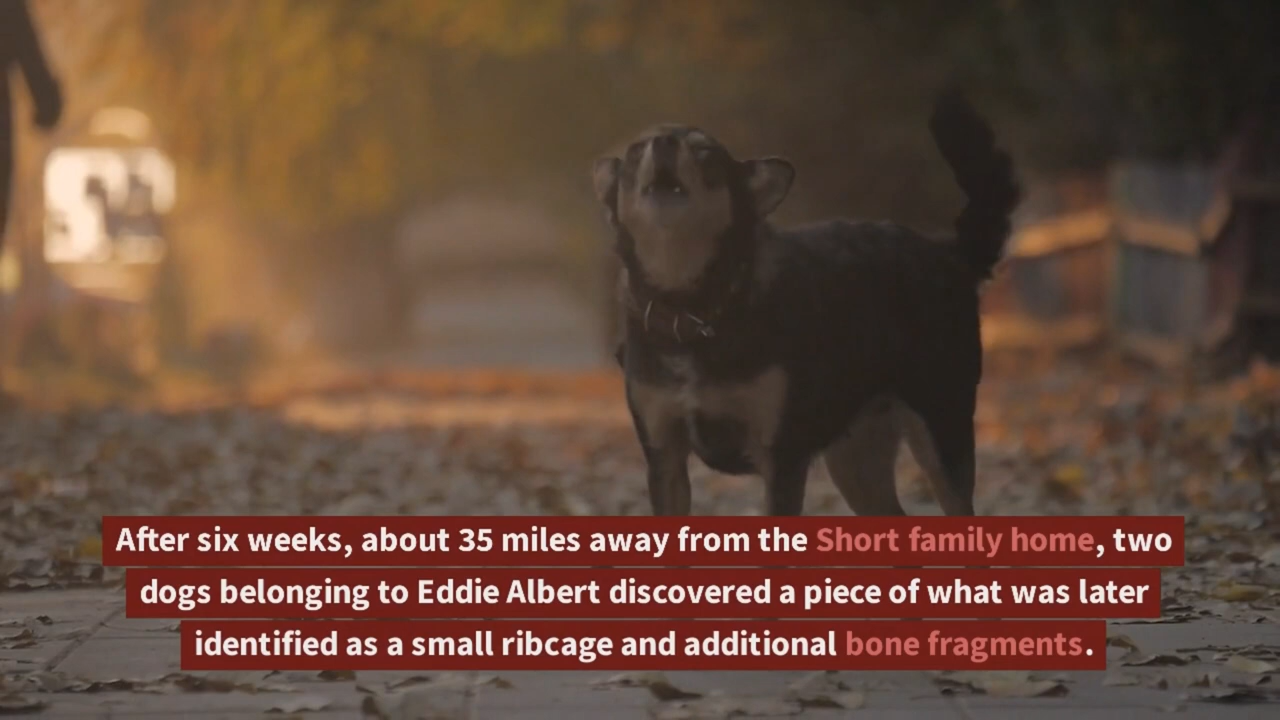 After six weeks, about 35 miles away from the Short family home, two
dogs belonging to Eddie Albert discovered a piece of what was later
identified as a small ribcage and additional bone fragments.